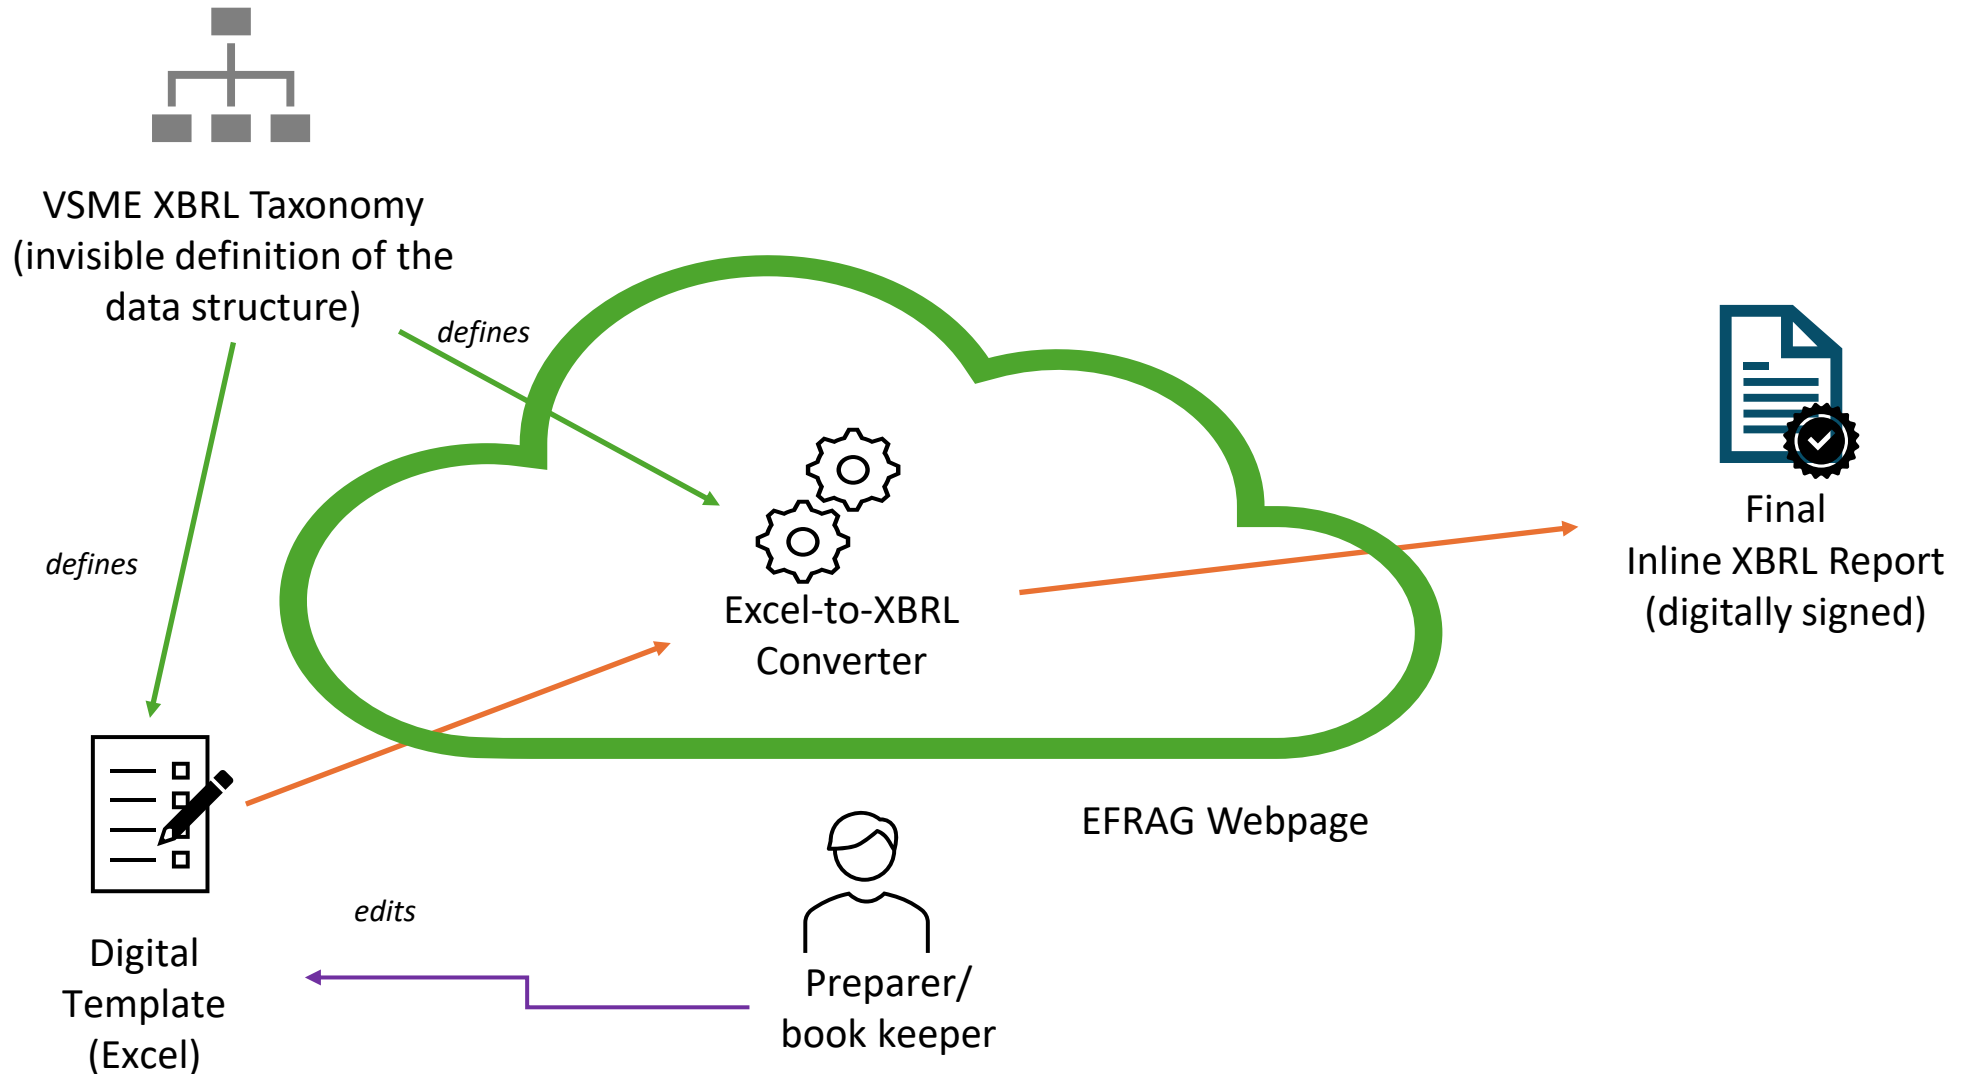 VSME XBRL Taxonomy
(invisible definition of the
data structure)
defines
defines
Excel-to-XBRL
Converter
Final
Inline XBRL Report
(digitally signed)
EFRAG Webpage
edits
Digital
Template
(Excel)
Preparer/
book keeper